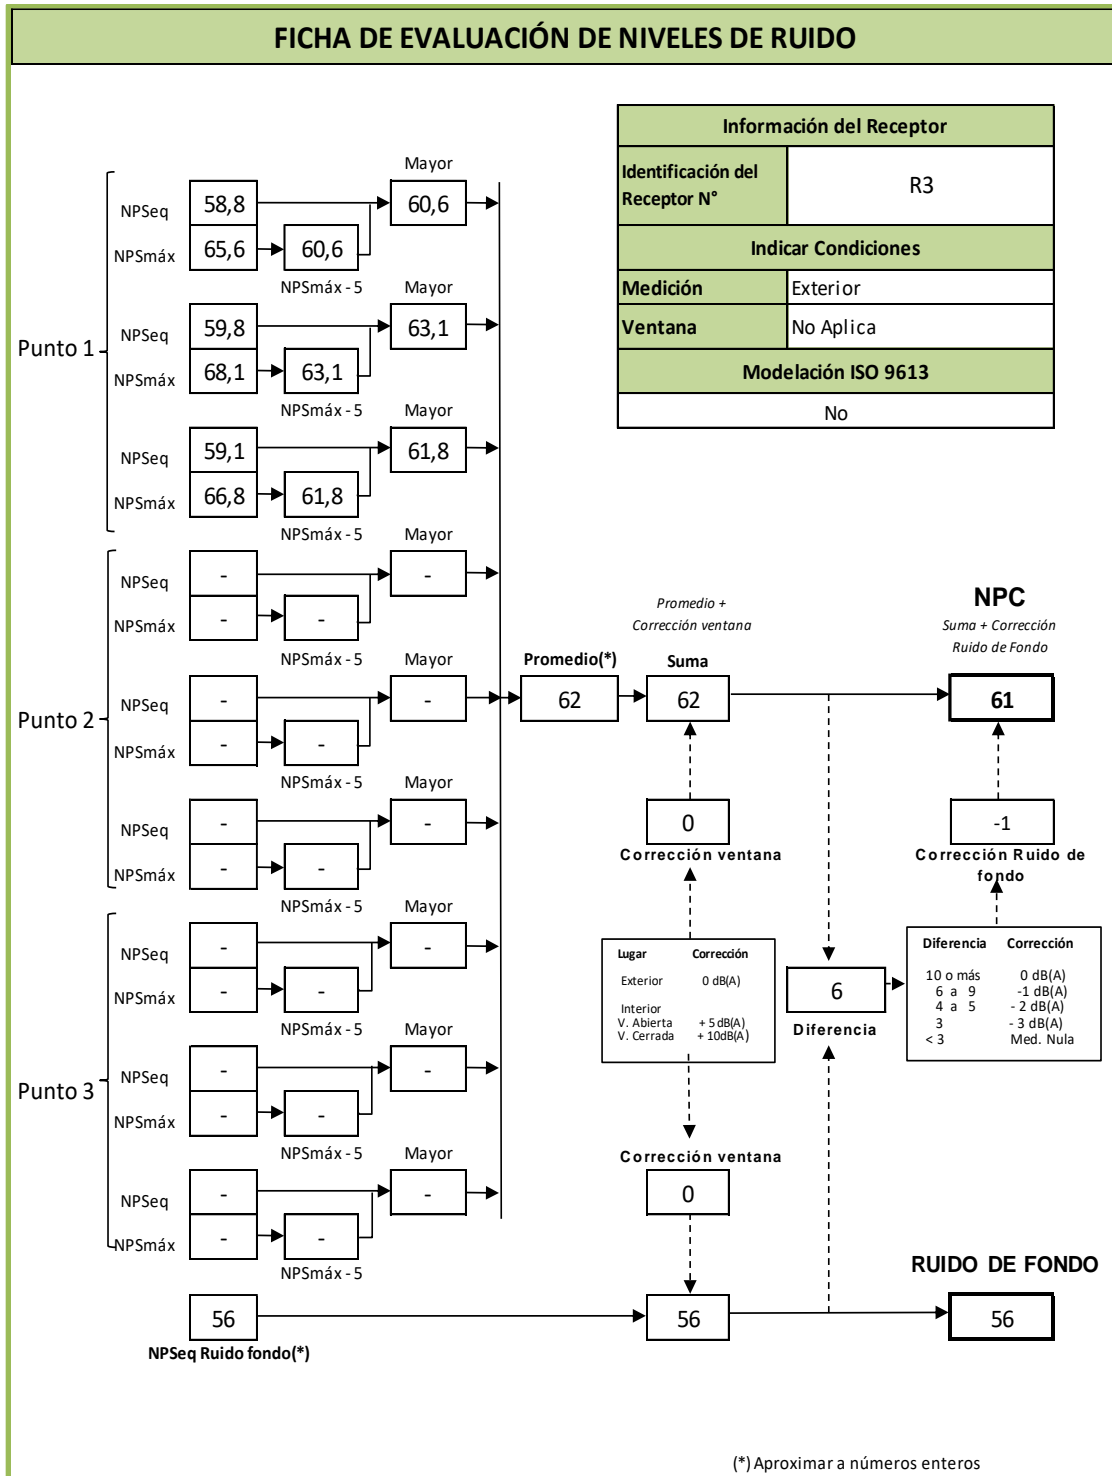 FICHA DE EVALUACIÓN DE NIVELES DE RUIDO
Información del Receptor
Identificación del Receptor N°
R3
Indicar Condiciones
Medición
Exterior
Ventana
No Aplica
Modelación ISO 9613
No
Punto 1
Mayor
NPSeq
58,8
60,6
NPSmáx
65,6
60,6
NPSmáx - 5
Mayor
NPSeq
59,8
63,1
NPSmáx
68,1
63,1
NPSmáx - 5
Mayor
NPSeq
59,1
61,8
NPSmáx
66,8
61,8
NPSmáx - 5
Punto 2
Mayor
NPSeq
-
-
NPSmáx
-
-
NPSmáx - 5
Mayor
NPSeq
-
-
NPSmáx
-
-
NPSmáx - 5
Mayor
NPSeq
-
-
NPSmáx
-
-
NPSmáx - 5
Punto 3
Mayor
NPSeq
-
-
NPSmáx
-
-
NPSmáx - 5
Mayor
NPSeq
-
-
NPSmáx
-
-
NPSmáx - 5
Mayor
NPSeq
-
-
NPSmáx
-
-
NPSmáx - 5
Promedio(*)
62
Promedio +
Corrección ventana
Suma
62
0
Corrección ventana
NPC
Suma + Corrección
Ruido de Fondo
61
-1
Corrección Ruido de
fondo
Lugar Corrección
Exterior 0 dB(A)
Interior
V. Abierta + 5 dB(A)
V. Cerrada + 10dB(A)
6
Diferencia
Diferencia Corrección
10 o más 0 dB(A)
6 a 9 -1 dB(A)
4 a 5 - 2 dB(A)
3 - 3 dB(A)
< 3 Med. Nula
Corrección ventana
0
RUIDO DE FONDO
56
56
56
NPSeq Ruido fondo(*)
(*) Aproximar a números enteros